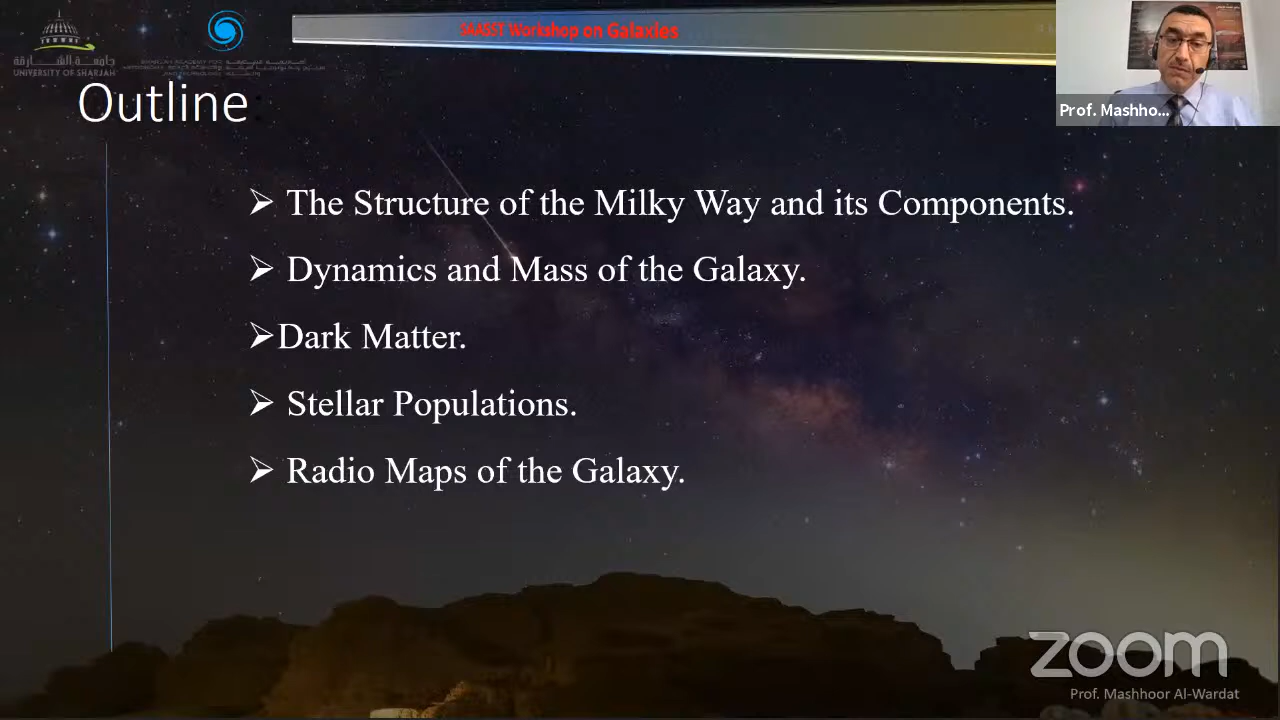 SAASST Workshop on Galaxies
جامعة الشارقة
UNIVERSITY OF SHARJAH
Outline
Prof. Mashho...
➢ The Structure of the Milky Way and its Components.
➢ Dynamics and Mass of the Galaxy.
➢Dark Matter.
➢ Stellar Populations.
➢ Radio Maps of the Galaxy.
zoom
Prof. Mashhoor Al-Wardat